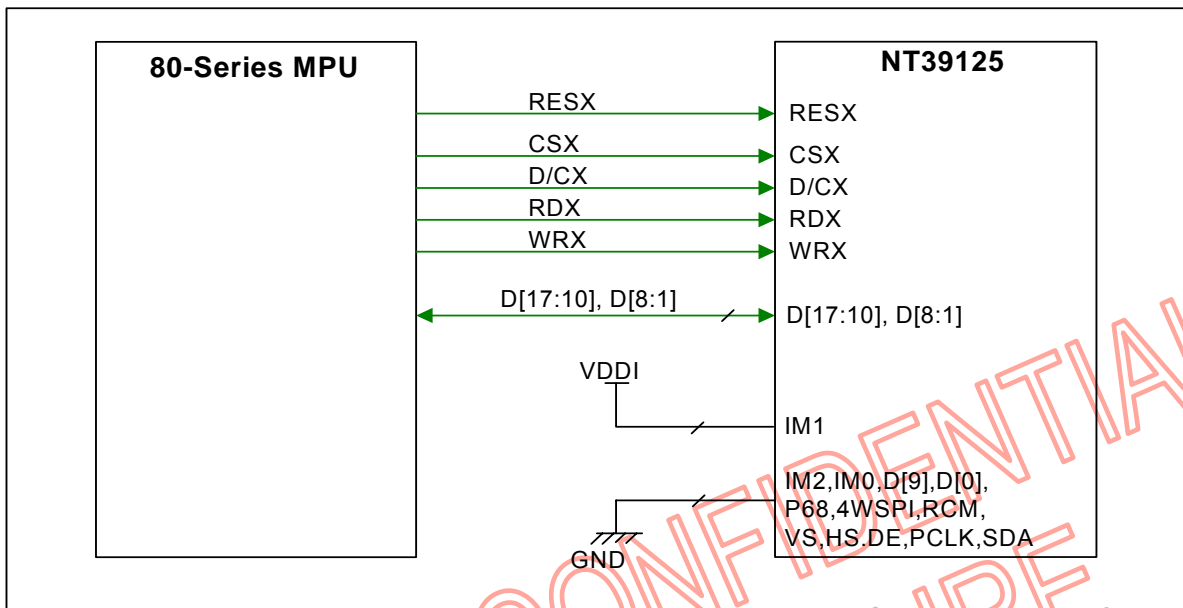 80-Series MPU
NT39125
RESX
RESX
CSX
CSX
D/CX
D/CX
RDX
RDX
WRX
WRX
D[17:10], D[8:1]
D[17:10], D[8:1]
VDDI
IM1
IM2,IM0,D[9],D[0],
P68,4WSPI,RCM,
VS,HS.DE,PCLK,SDA
GND
CONFIDENTIAL